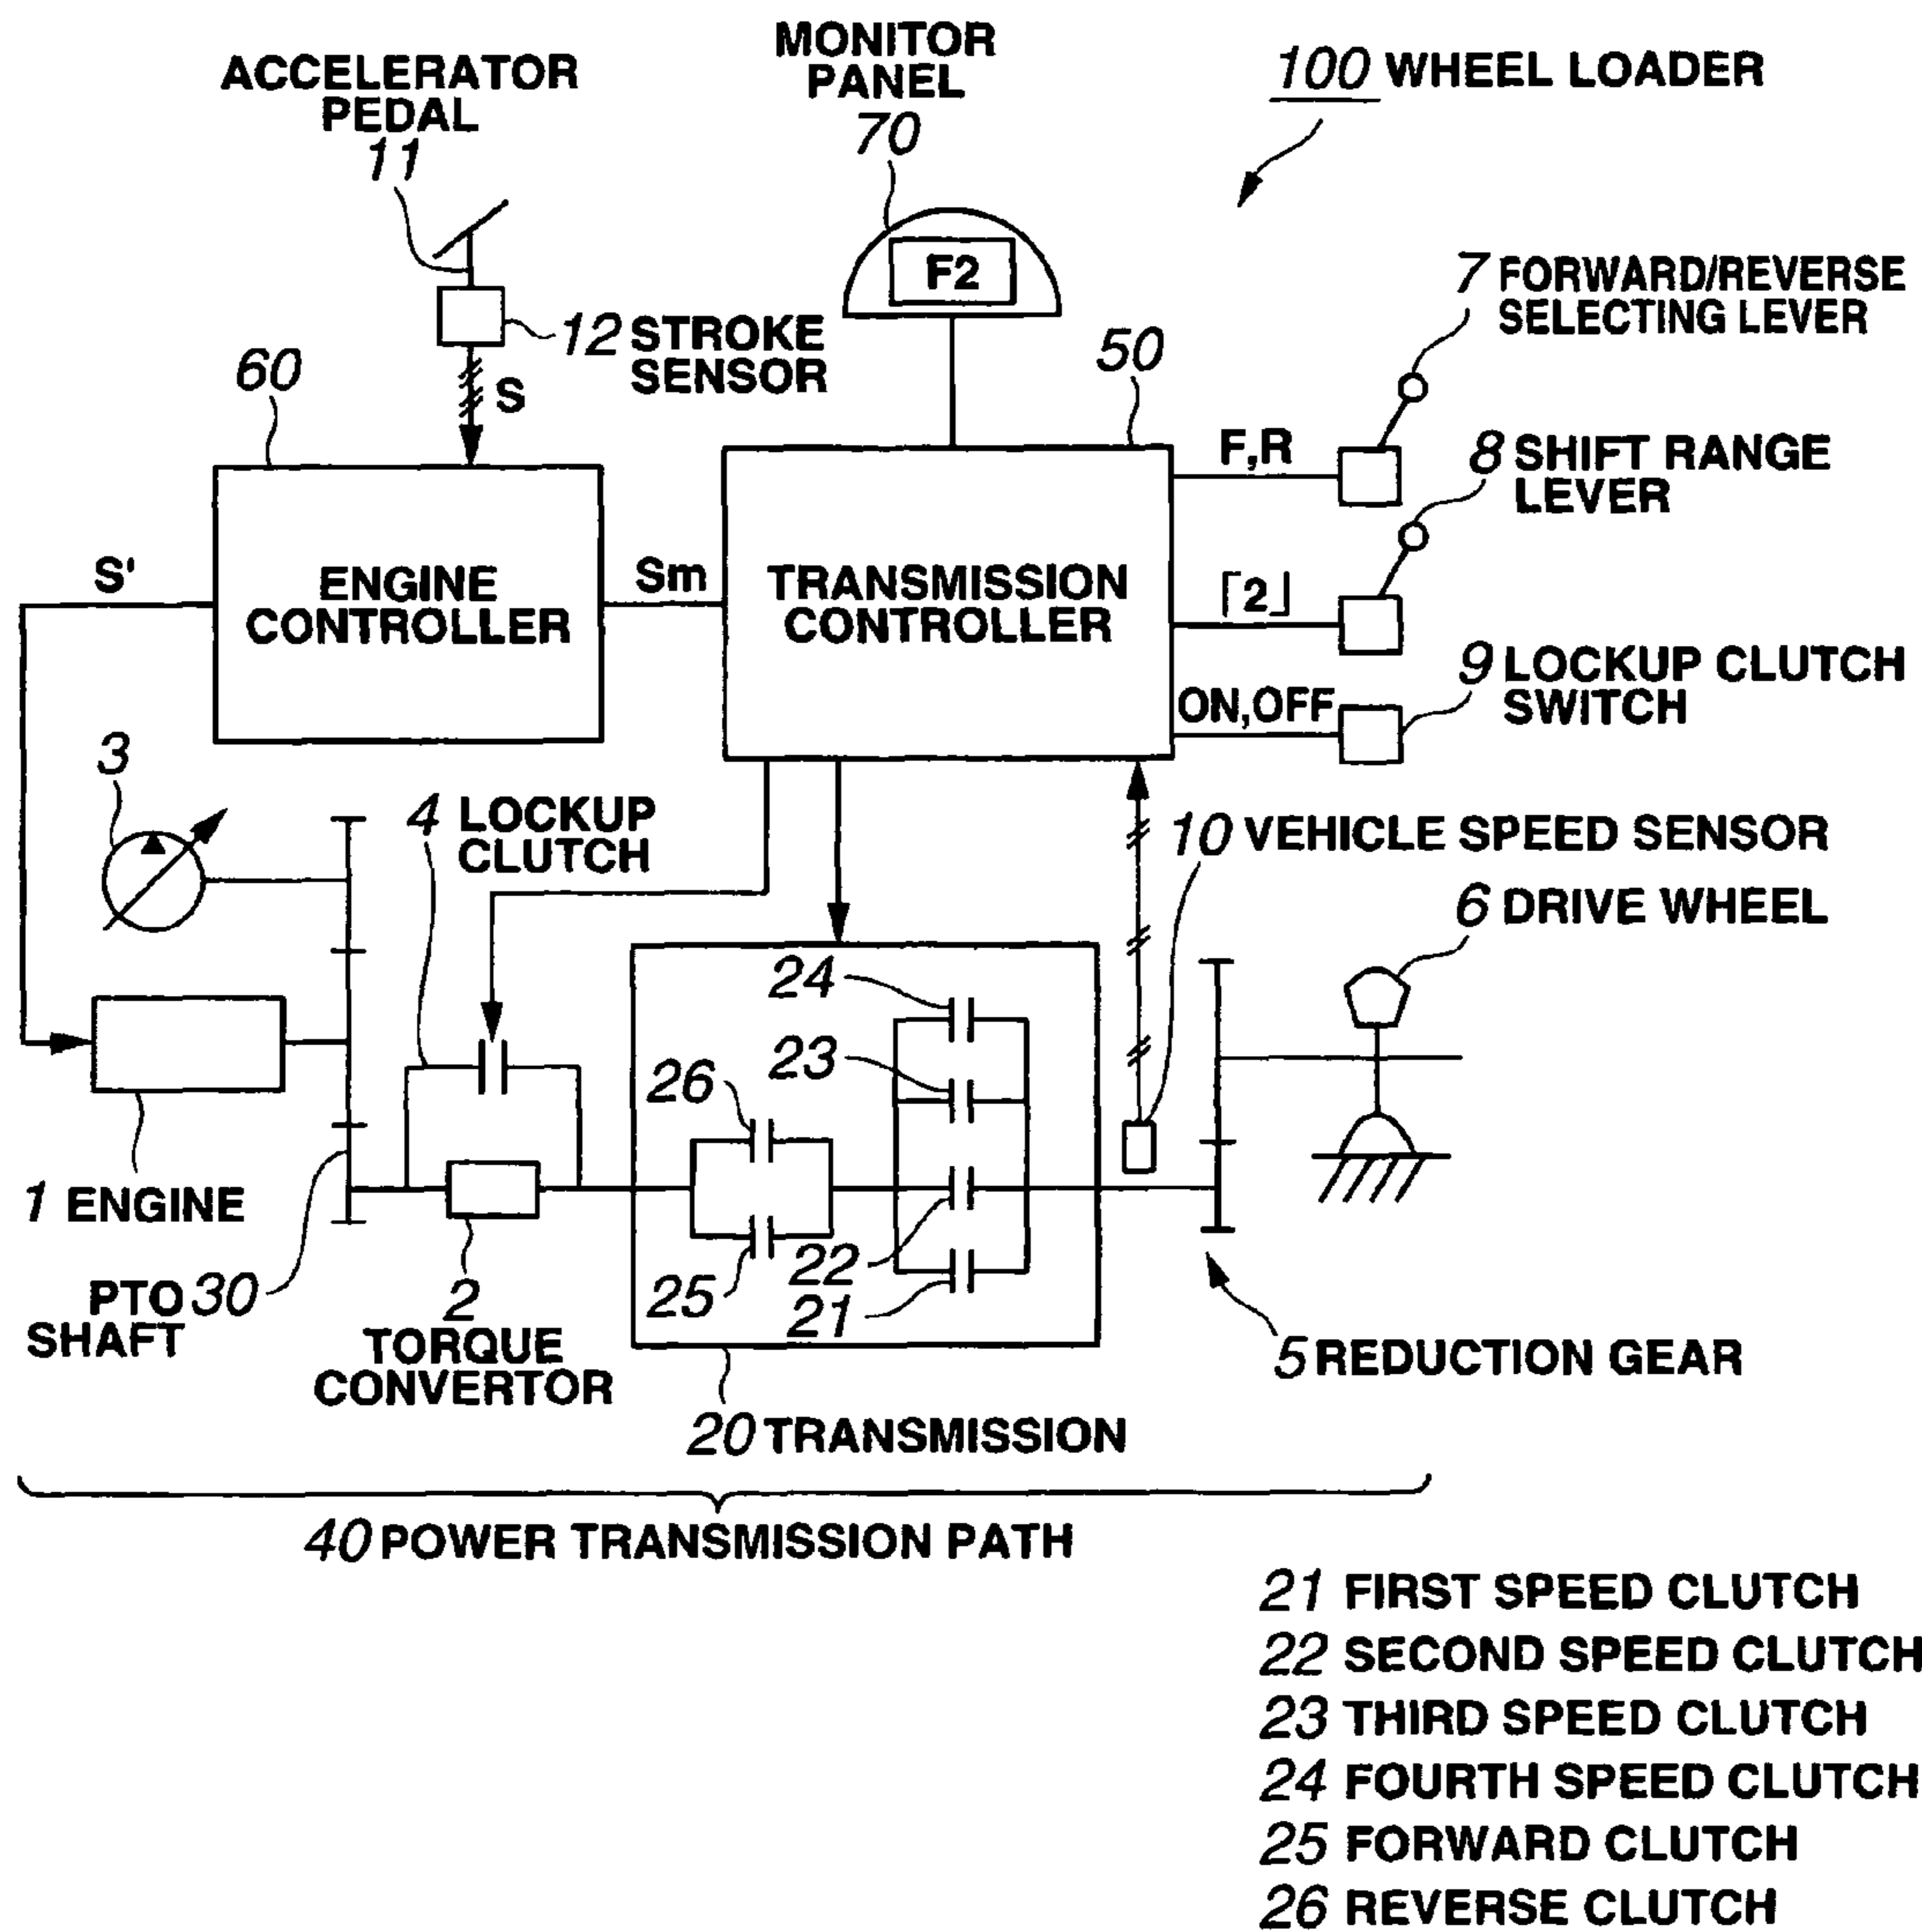 ACCELERATOR
PEDAL
11
MONITOR
PANEL
70
100 WHEEL LOADER
F2
7 FORWARD/REVERSE
SELECTING LEVER
12 STROKE
SENSOR
S
60
50
F,R
8 SHIFT RANGE
LEVER
S'
ENGINE
CONTROLLER
Sm
TRANSMISSION
CONTROLLER
「2」
9 LOCKUP CLUTCH
SWITCH
ON,OFF
3
4 LOCKUP
CLUTCH
10 VEHICLE SPEED SENSOR
6 DRIVE WHEEL
24
23
26
22
25
21
1 ENGINE
PTO 30
SHAFT
2
TORQUE
CONVERTOR
5 REDUCTION GEAR
20 TRANSMISSION
40 POWER TRANSMISSION PATH
21 FIRST SPEED CLUTCH
22 SECOND SPEED CLUTCH
23 THIRD SPEED CLUTCH
24 FOURTH SPEED CLUTCH
25 FORWARD CLUTCH
26 REVERSE CLUTCH